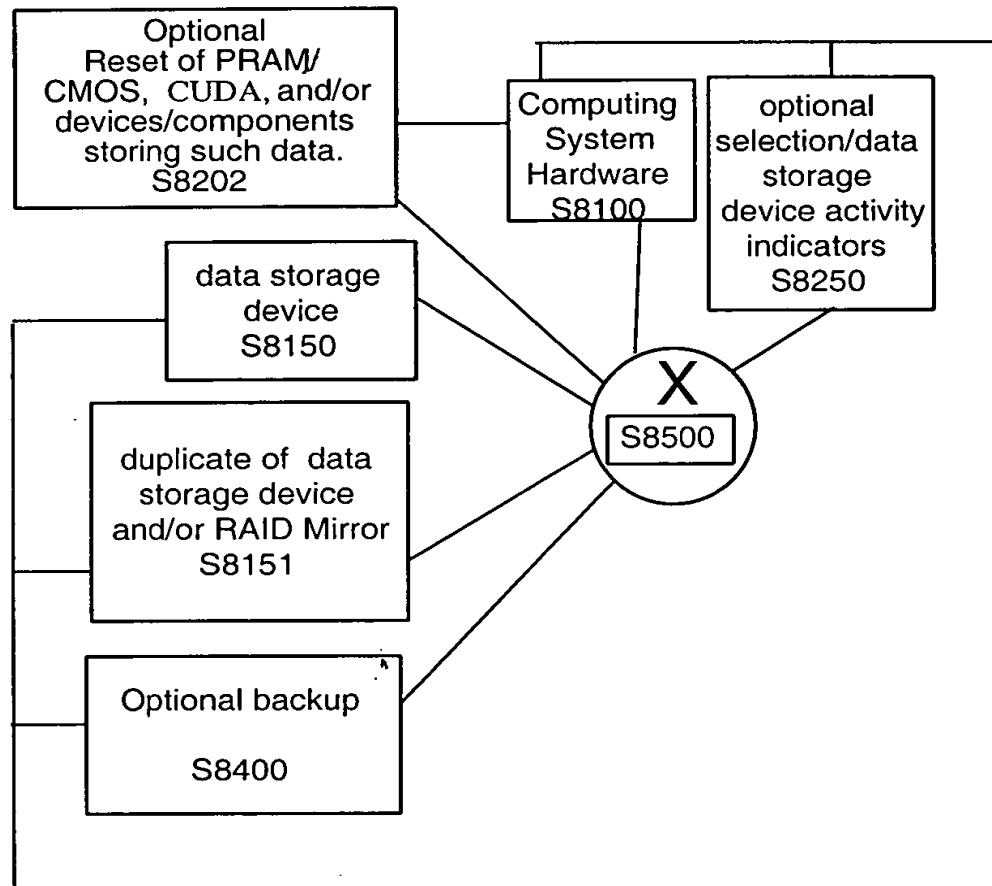 Optional
Reset of PRAM/
CMOS, CUDA, and/or
devices/components
storing such data.
S8202
Computing
System
Hardware
S8100
optional
selection/data
storage
device activity
indicators
S8250
data storage
device
S8150
X
S8500
duplicate of data
storage device
and/or RAID Mirror
S8151
Optional backup
S8400